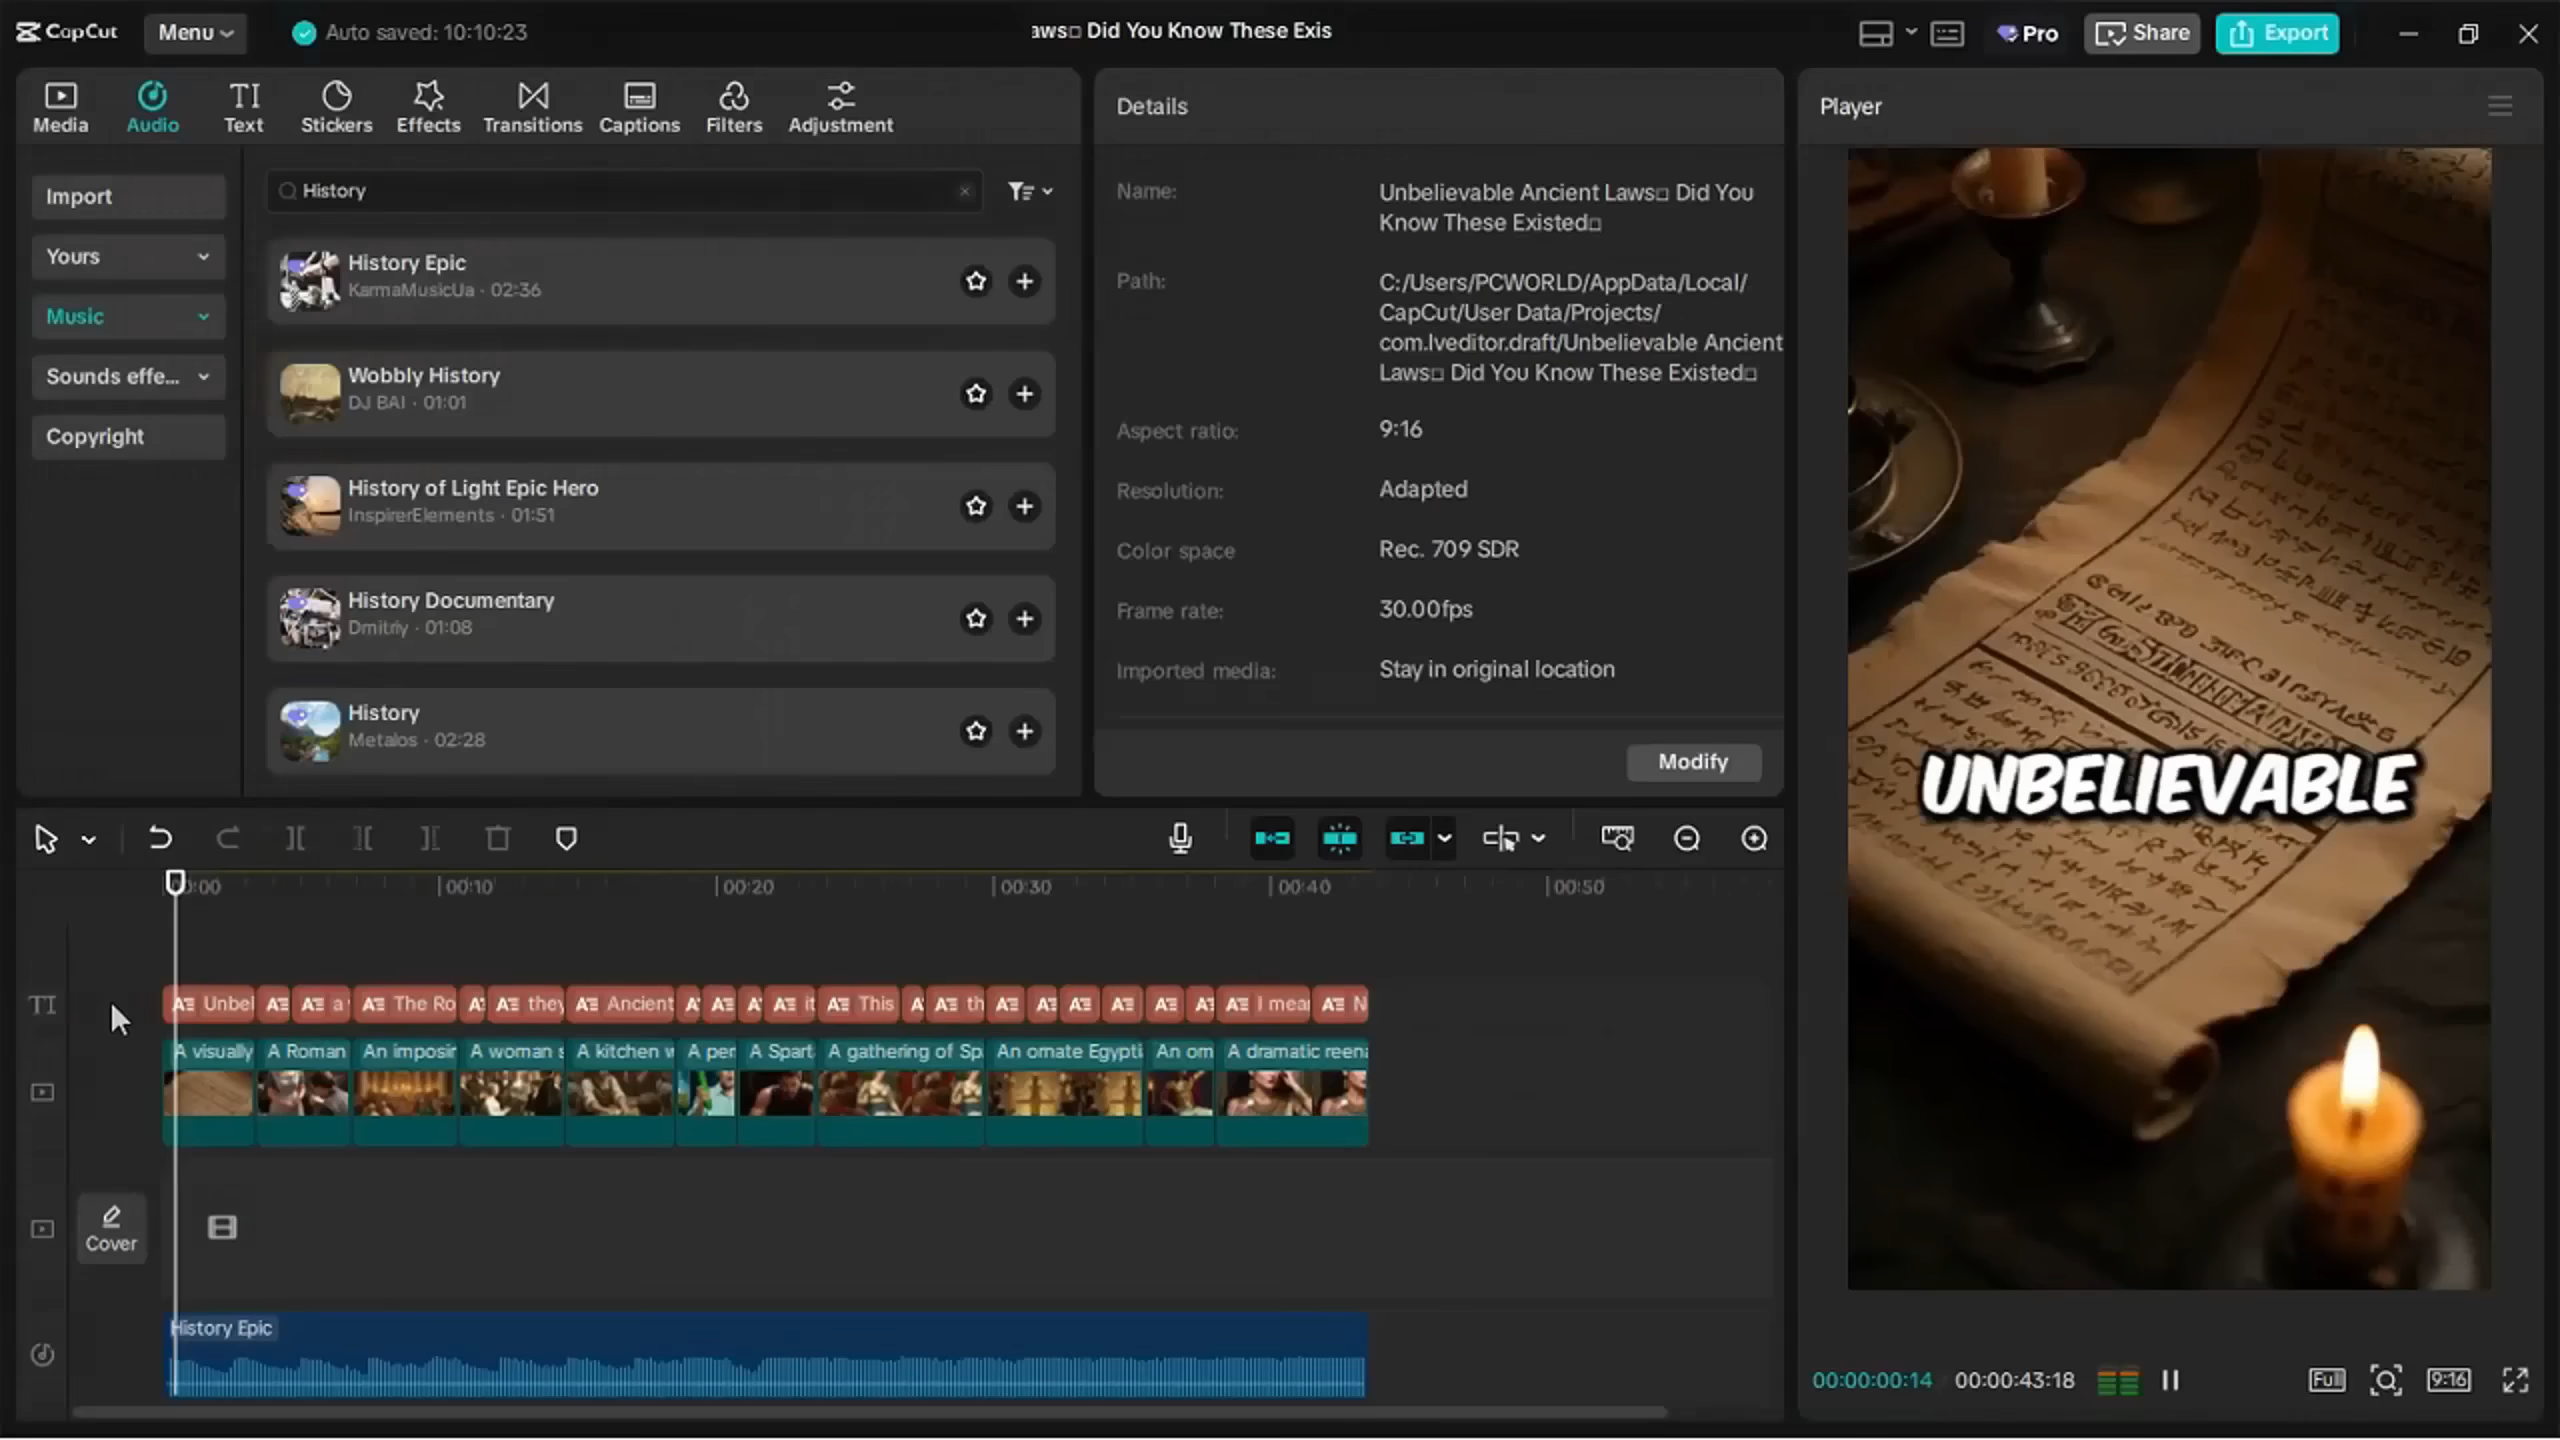 CapCut
Menu
Auto saved: 10:10:23
aws□ Did You Know These Exis
Pro
Share
Export
Media
Audio
Text
Stickers
Effects
Transitions
Captions
Filters
Adjustment
Import
Yours
Music
Sounds effe...
Copyright
History
History Epic
KarmaMusicUa · 02:36
Wobbly History
DJ BAI · 01:01
History of Light Epic Hero
InspirerElements · 01:51
History Documentary
Dmitriy · 01:08
History
Metalos · 02:28
Details
Name:
Unbelievable Ancient Laws□ Did You
Know These Existed□
Path:
C:/Users/PCWORLD/AppData/Local/
CapCut/User Data/Projects/
com.lveditor.draft/Unbelievable Ancient
Laws□ Did You Know These Existed□
Aspect ratio:
9:16
Resolution:
Adapted
Color space
Rec. 709 SDR
Frame rate:
30.00fps
Imported media:
Stay in original location
Modify
Player
UNBELIEVABLE
00:00:00:14
00:00:43:18
Full
9:16
00:10
00:20
00:30
00:40
00:50
TI
Unbel
a
The Ro
they
Ancient
it
This
th
I mear
N
A visually
A Roman
An imposir
A woman s
A kitchen w
A per
A Spart
A gathering of Sp
An ornate Egypti
An orn
A dramatic reena
Cover
History Epic